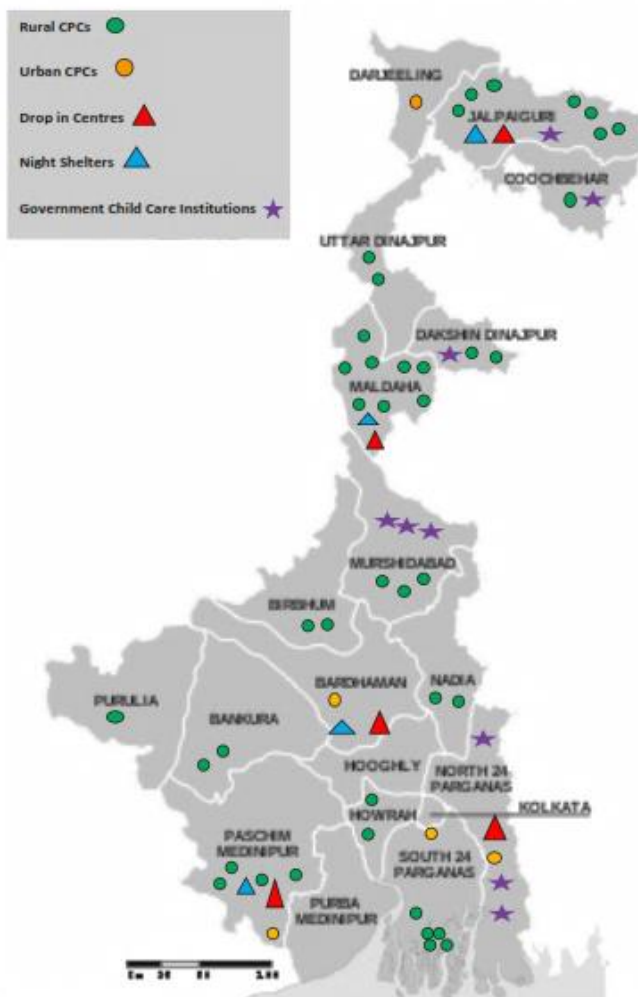 Rural CPCs
Urban CPCs
Drop in Centres
Night Shelters
Government Child Care Institutions
DARJEELING
JALPAIGURI
COOCHBEHAR
UTTAR DINAJPUR
DAKSHIN DINAJPUR
MALDAHA
MURSHIDABAD
BIRBHUM
BARDHAMAN
NADIA
PURULIA
BANKURA
HOOGHLY
NORTH 24
PARGANAS
KOLKATA
HOWRAH
PASCHIM
MEDINIPUR
SOUTH 24
PARGANAS
PURBA
MEDINIPUR